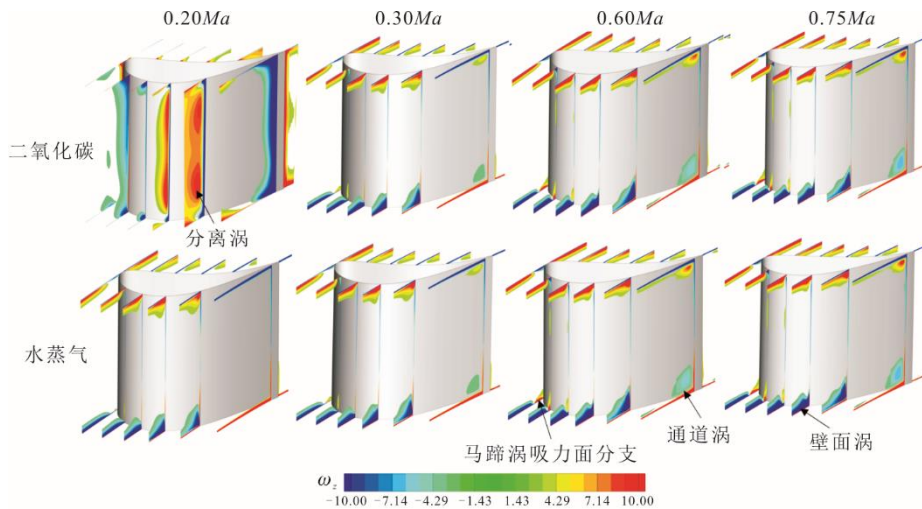 0.20Ma 0.30Ma 0.60Ma 0.75Ma
二氧化碳
分离涡
水蒸气
通道涡
马蹄涡吸力面分支
壁面涡
ω_z
−10.00 −7.14 −4.29 −1.43 1.43 4.29 7.14 10.00